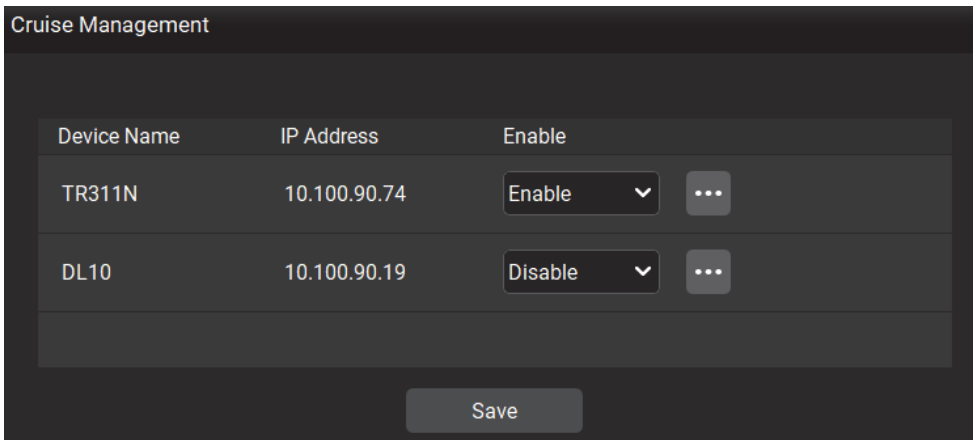 Cruise Management
Device Name IP Address Enable
TR311N 10.100.90.74 Enable
DL10 10.100.90.19 Disable
Save